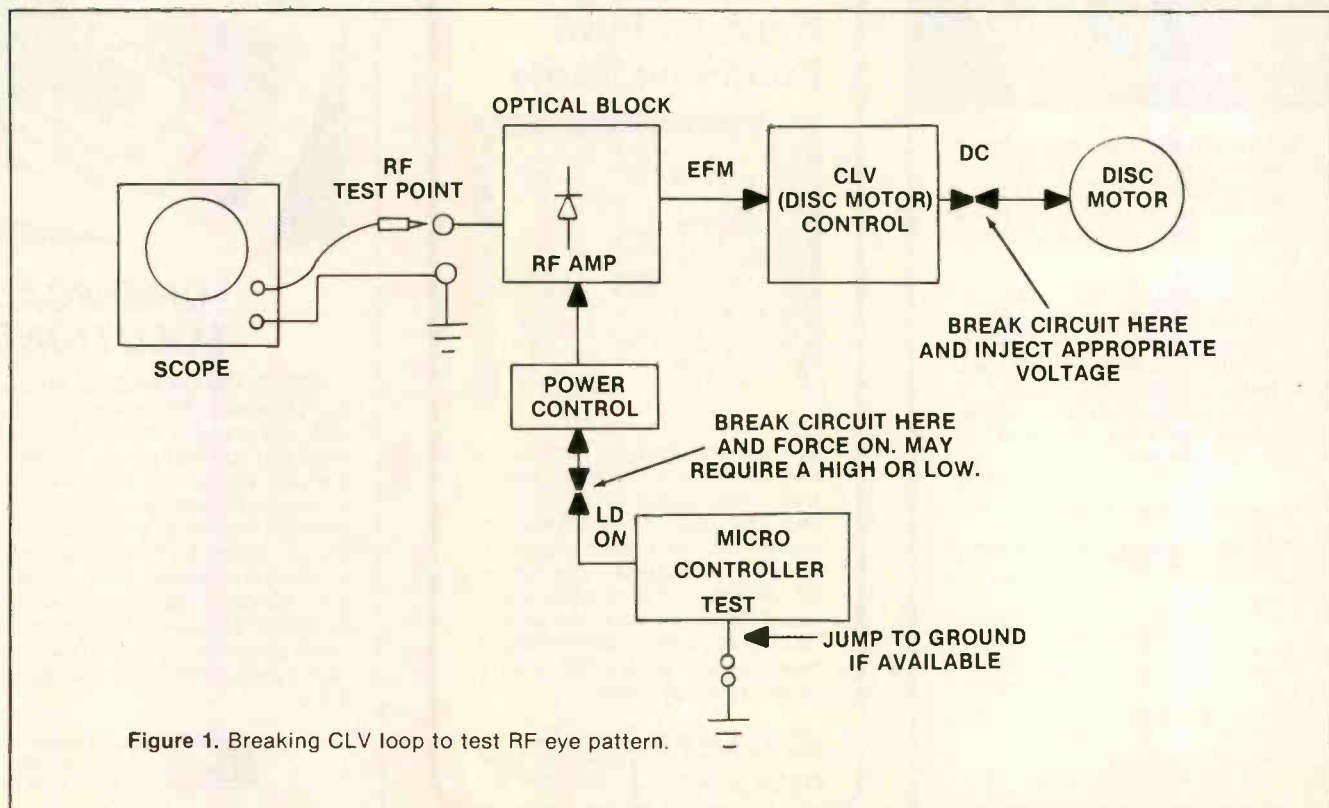 OPTICAL BLOCK
RF
TEST POINT
EFM
CLV
(DISC MOTOR)
CONTROL
DC
DISC
MOTOR
RF AMP
SCOPE
BREAK CIRCUIT HERE
AND INJECT APPROPRIATE
VOLTAGE
POWER
CONTROL
BREAK CIRCUIT HERE
AND FORCE ON. MAY
REQUIRE A HIGH OR LOW.
LD
ON
MICRO
CONTROLLER
TEST
JUMP TO GROUND
IF AVAILABLE
Figure 1. Breaking CLV loop to test RF eye pattern.